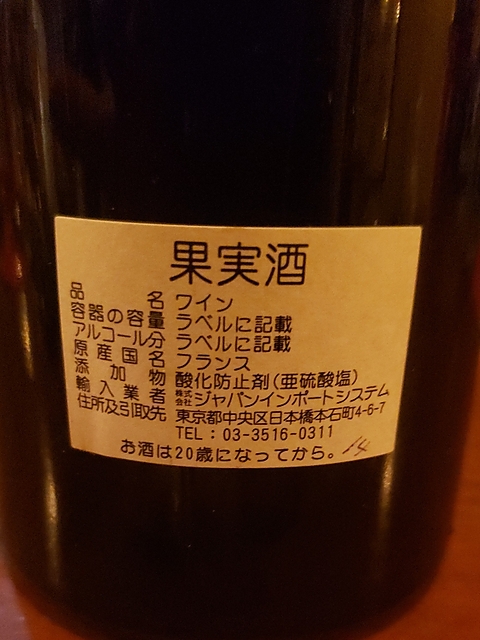 果実酒
品名 ワイン
容器の容量 ラベルに記載
アルコール分 ラベルに記載
原産国名 フランス
添加物 酸化防止剤(亜硫酸塩)
輸入業者 株式会社ジャパンインポートシステム
住所及引取先 東京都中央区日本橋本石町4-6-7
TEL:03-3516-0311
お酒は20歳になってから。 14